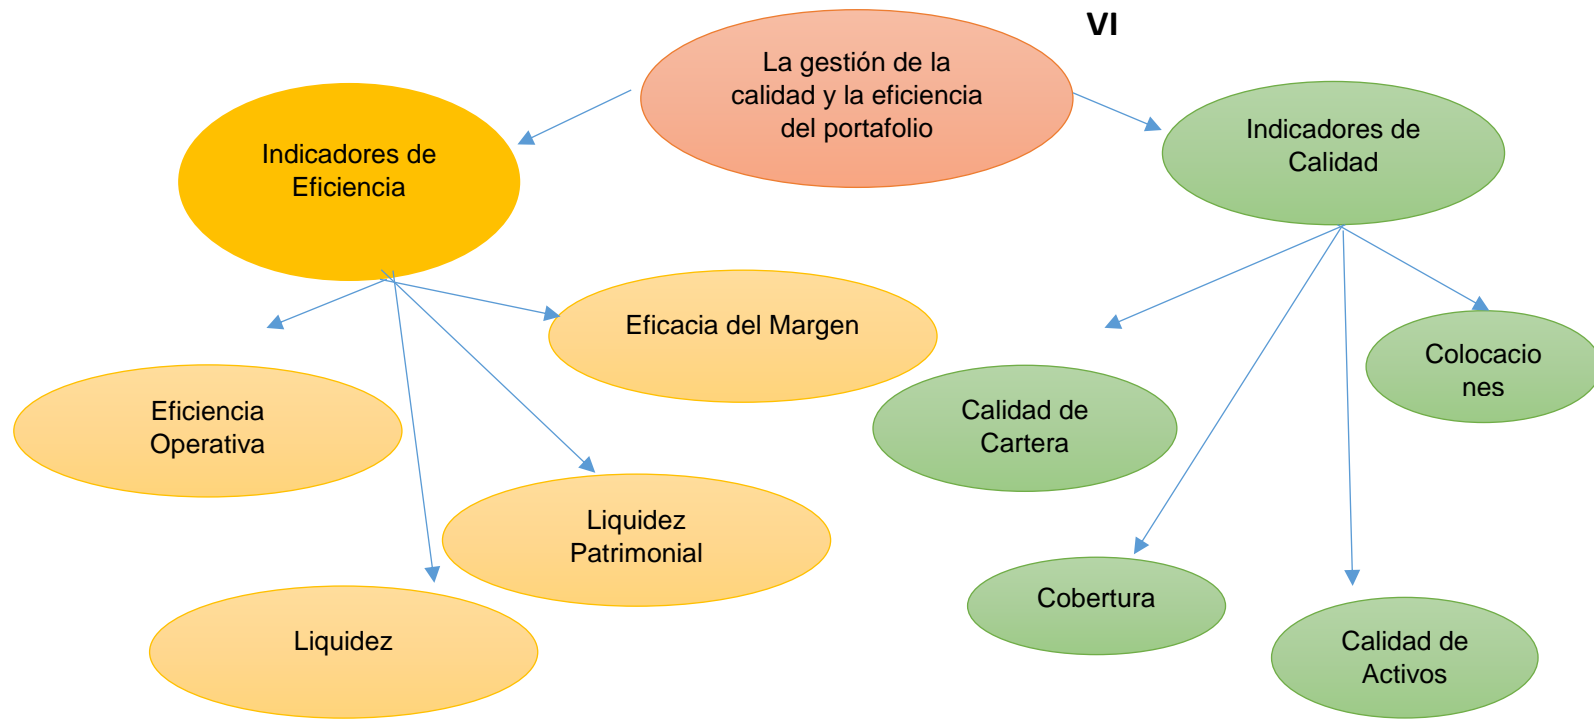 VI
La gestión de la
calidad y la eficiencia
del portafolio
Indicadores de
Eficiencia
Indicadores de
Calidad
Eficacia del Margen
Eficiencia
Operativa
Liquidez
Patrimonial
Liquidez
Colocacio
nes
Calidad de
Cartera
Cobertura
Calidad de
Activos